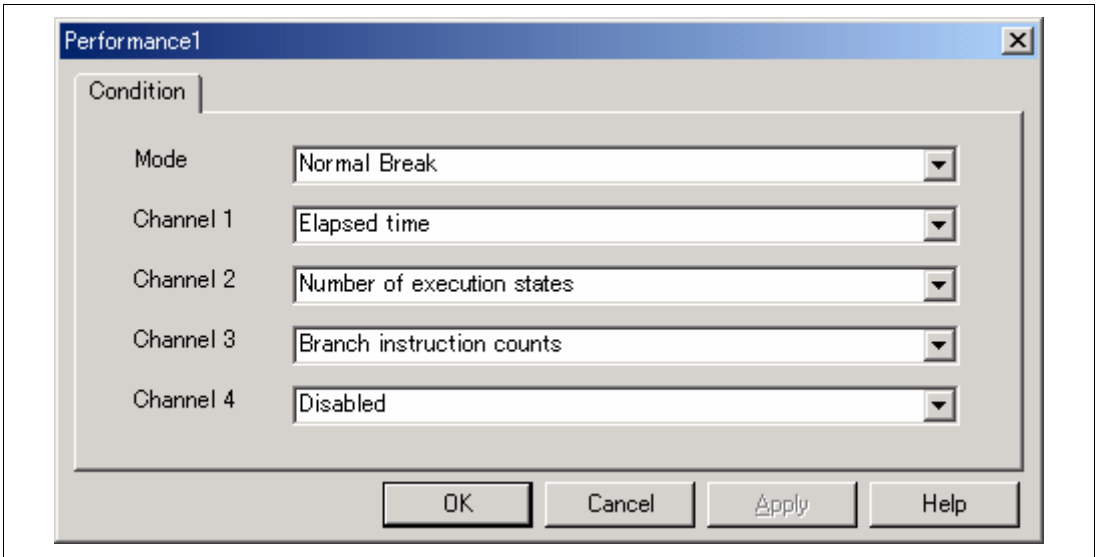 Performance1
Condition
Mode Normal Break
Channel 1 Elapsed time
Channel 2 Number of execution states
Channel 3 Branch instruction counts
Channel 4 Disabled
OK Cancel Apply Help